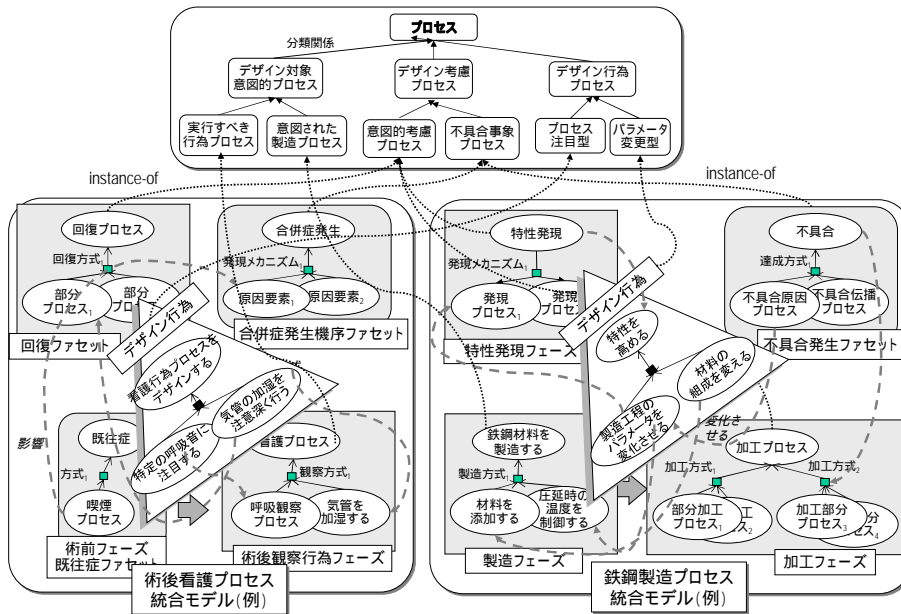 プロセス
分類関係
デザイン対象
意図的プロセス
デザイン考慮
プロセス
デザイン行為
プロセス
実行すべき
行為プロセス
意図された
製造プロセス
意図的考慮
プロセス
不具合事象
プロセス
プロセス
注目型
パラメータ
変更型
instance-of
instance-of
回復プロセス
回復方式1
部分
プロセス1
部分
プロセス
回復ファセット
合併症発生
発現メカニズム1
原因要素1
原因要素2
合併症発生機序ファセット
デザイン行為
看護行為プロセスを
デザインする
気管の加湿を
注意深く行う
特定の呼吸音に
注目する
影響
既往症
方式1
喫煙
プロセス
術前フェーズ
既往症ファセット
看護プロセス
観察方式1
呼吸観察
プロセス
気管を
加湿する
術後観察行為フェーズ
術後看護プロセス
統合モデル(例)
特性発現
発現メカニズム1
発現
プロセス1
発現
プロセス
特性発現フェーズ
デザイン行為
特性を
高める
材料の
組成を変える
製造工程の
パラメータを
変化させる
不具合
達成方式1
不具合原因
プロセス
不具合伝播
プロセス
不具合発生ファセット
変化さ
せる
鉄鋼材料を
製造する
製造方式1
材料を
添加する
圧延時の
温度を
制御する
製造フェーズ
加工プロセス
加工方式1
加工方式2
部分加工
プロセス1
加工部分
プロセス3
加工フェーズ
鉄鋼製造プロセス
統合モデル(例)